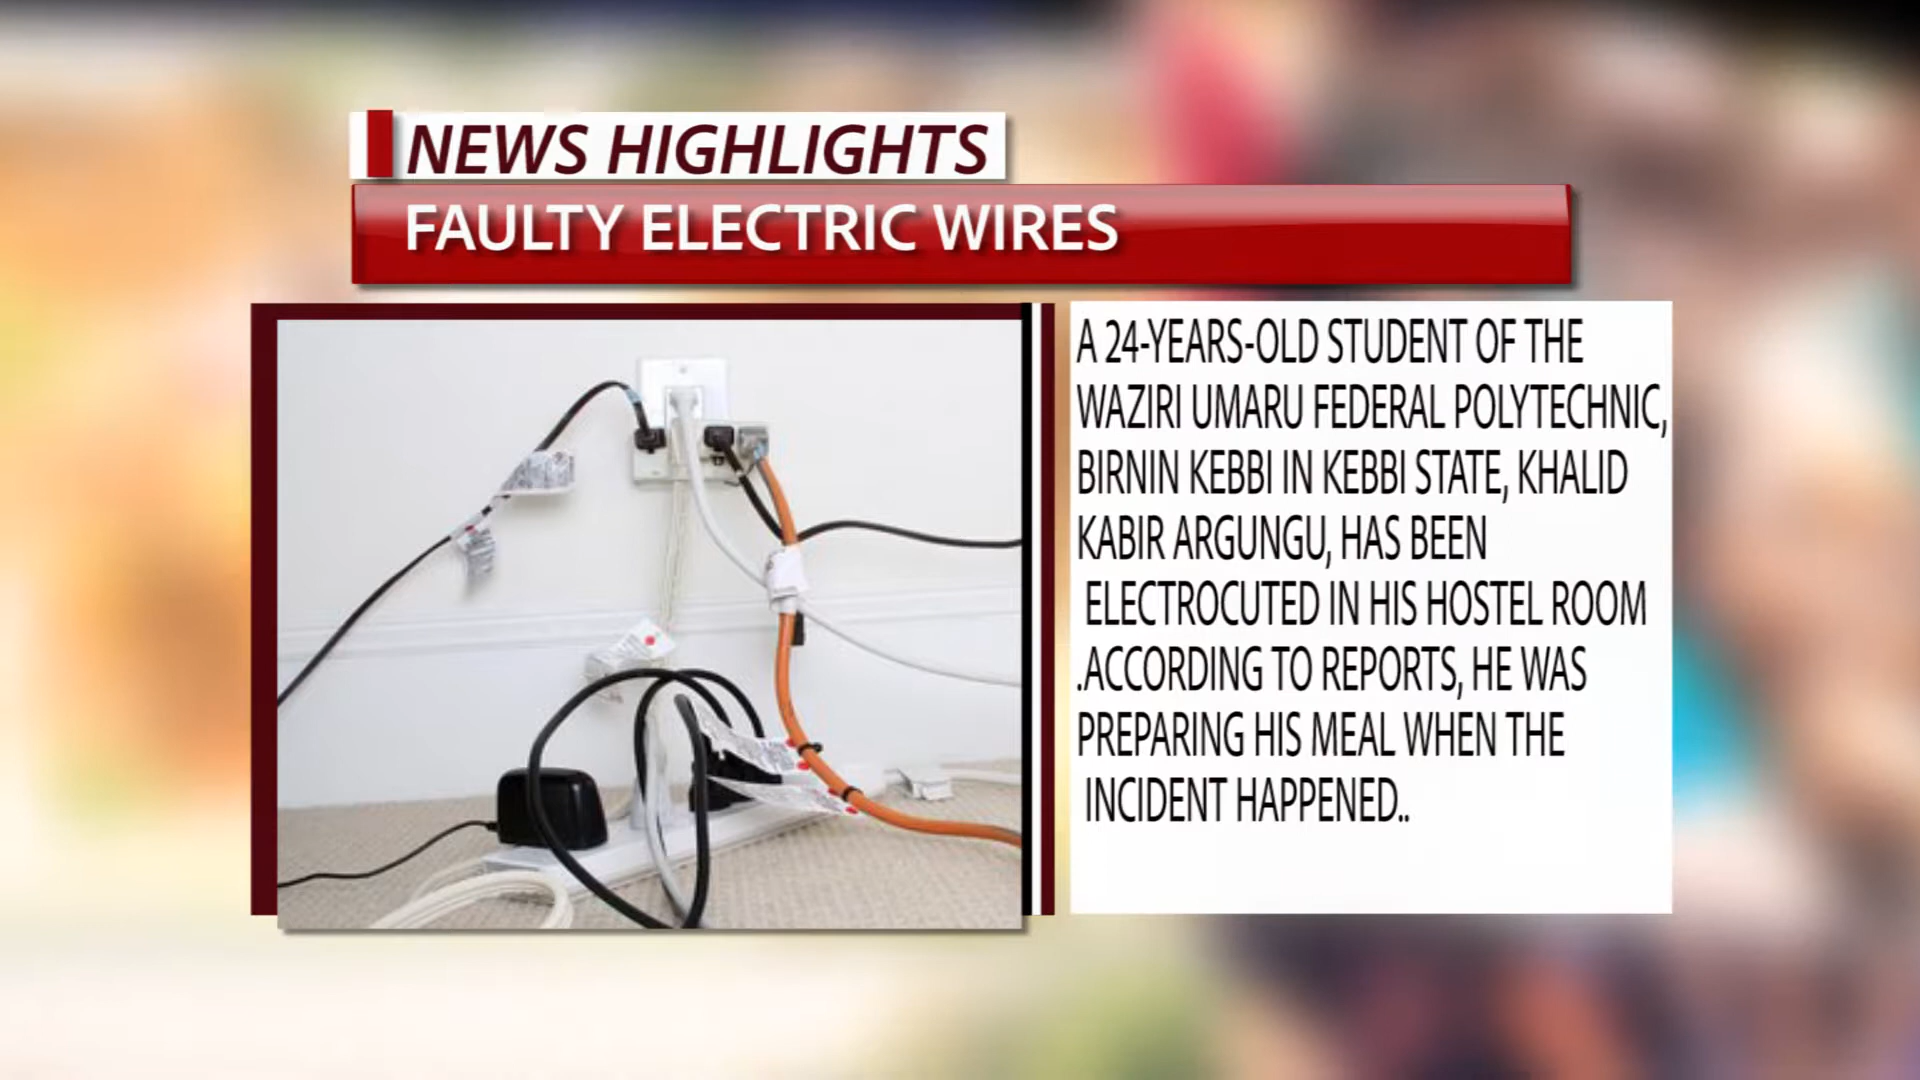 NEWS HIGHLIGHTS
FAULTY ELECTRIC WIRES
A 24-YEARS-OLD STUDENT OF THE
WAZIRI UMARU FEDERAL POLYTECHNIC,
BIRNIN KEBBI IN KEBBI STATE, KHALID
KABIR ARGUNGU, HAS BEEN
ELECTROCUTED IN HIS HOSTEL ROOM
.ACCORDING TO REPORTS, HE WAS
PREPARING HIS MEAL WHEN THE
INCIDENT HAPPENED..